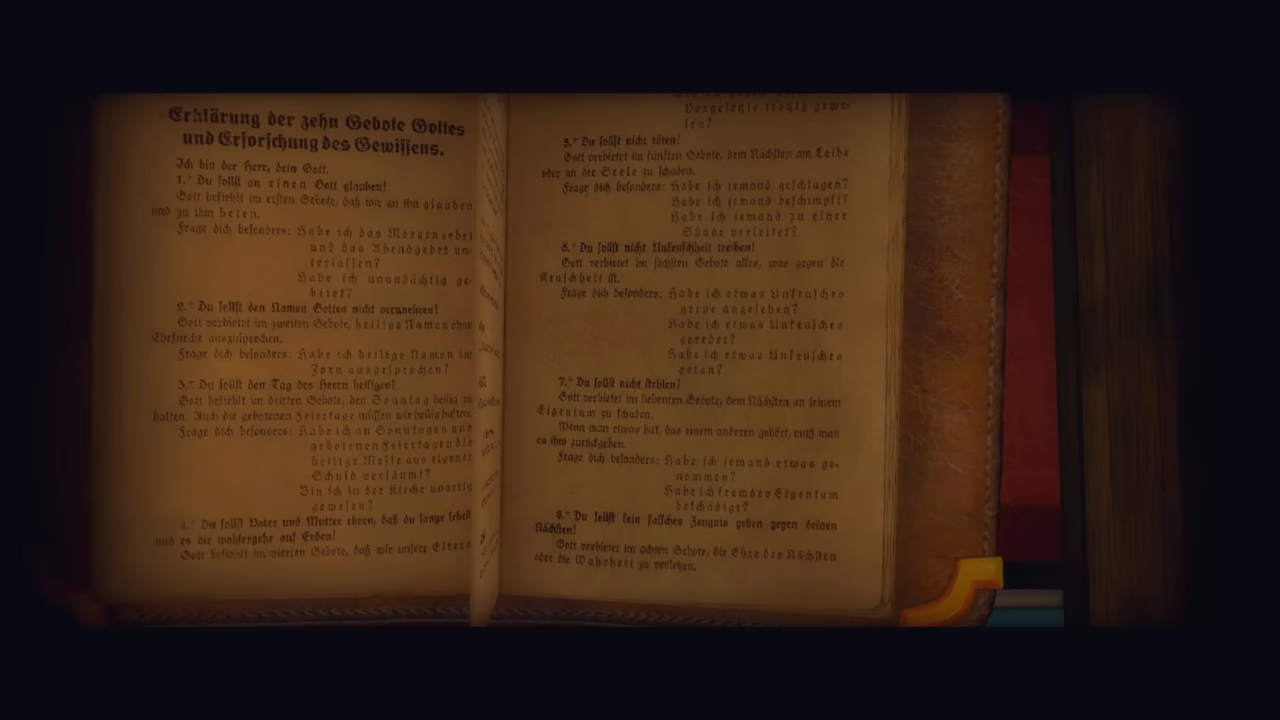 Erklärung der zehn Gebote Gottes
und Erforschung des Gewissens.
Ich bin der Herr, dein Gott.
1.* Du sollst an einen Gott glauben!
Gott befiehlt im ersten Gebote, daß wir an ihn glauben
und zu ihm beten.
Frage dich besonders: Habe ich das Morgengebet
und das Abendgebet un-
terlassen?
Habe ich unandächtig ge-
betet?
2.* Du sollst den Namen Gottes nicht verunehren!
Gott verbietet im zweiten Gebote, heilige Namen ohne
Ehrfurcht auszusprechen.
Frage dich besonders: Habe ich heilige Namen im
Zorn ausgesprochen?
3.* Du sollst den Tag des Herrn heiligen!
Gott befiehlt im dritten Gebote, den Sonntag heilig zu
halten. Auch die gebotenen Feiertage müssen wir heilig halten.
Frage dich besonders: Habe ich an Sonntagen und
gebotenen Feiertagen die
heilige Messe aus eigener
Schuld versäumt?
Bin ich in der Kirche unartig
gewesen?
4.* Du sollst Vater und Mutter ehren, daß du lange lebest
und es dir wohlergehe auf Erden!
Gott befiehlt im vierten Gebote, daß wir unsere Eltern
Vorgesetzte trotzig gewe-
sen?
5.* Du sollst nicht töten!
Gott verbietet im fünften Gebote, dem Nächsten am Leibe
oder an der Seele zu schaden.
Frage dich besonders: Habe ich jemand geschlagen?
Habe ich jemand beschimpft?
Habe ich jemand zu einer
Sünde verleitet?
6.* Du sollst nicht Unkeuschheit treiben!
Gott verbietet im sechsten Gebote alles, was gegen die
Keuschheit ist.
Frage dich besonders: Habe ich etwas Unkeusches
gerne angesehen?
Habe ich etwas Unkeusches
geredet?
Habe ich etwas Unkeusches
getan?
7.* Du sollst nicht stehlen!
Gott verbietet im siebenten Gebote, dem Nächsten an seinem
Eigentum zu schaden.
Wenn man etwas hat, das einem anderen gehört, muß man
es ihm zurückgeben.
Frage dich besonders: Habe ich jemand etwas ge-
nommen?
Habe ich fremdes Eigentum
beschädigt?
8.* Du sollst kein falsches Zeugnis geben gegen deinen
Nächsten!
Gott verbietet im achten Gebote, die Ehre des Nächsten
oder die Wahrheit zu verletzen.